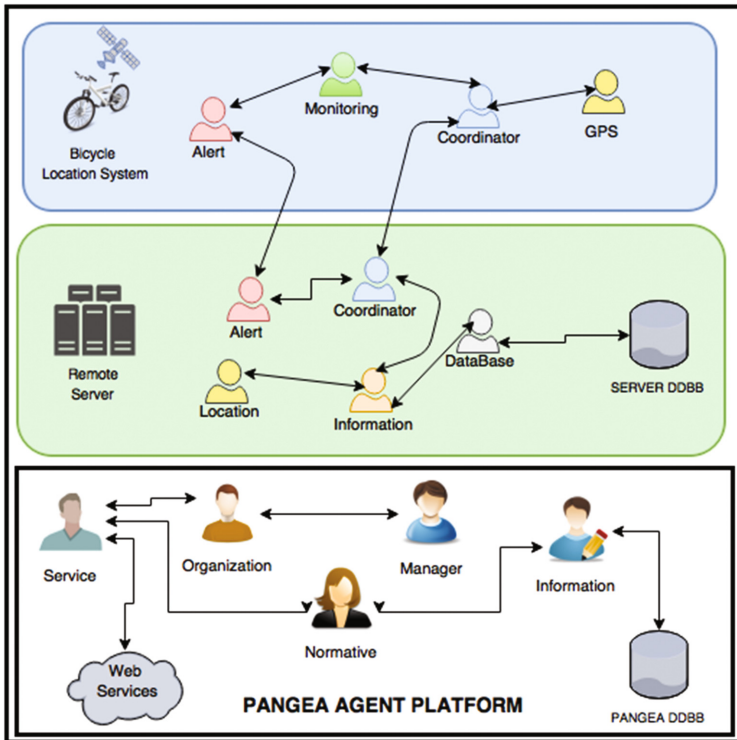 Monitoring
Coordinator
GPS
Alert
Bicycle
Location System
Alert
Coordinator
DataBase
SERVER DDBB
Remote
Server
Location
Information
Service
Organization
Manager
Information
Normative
Web
Services
PANGEA AGENT PLATFORM
PANGEA DDBB